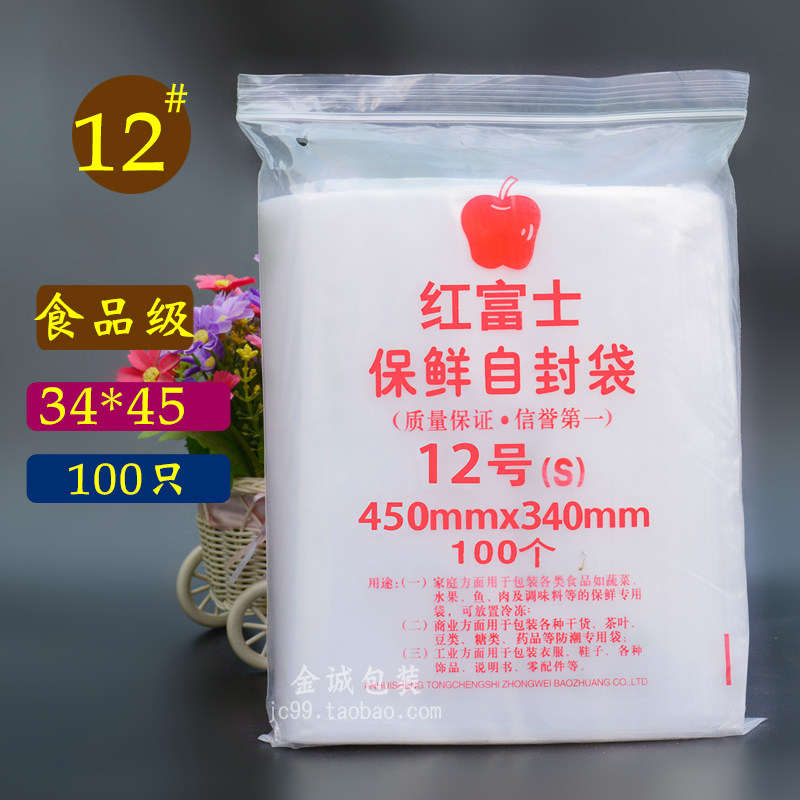 12#
食品级
34*45
100只
红富士
保鲜自封袋
(质量保证·信誉第一)
12号(S)
450mmx340mm
100个
用途:(一)家庭方面用于包装各类食品如蔬菜、
水果、鱼、肉及调味料等的保鲜专用
袋,可放置冷冻;
(二)商业方面用于包装各种干货、茶叶、
豆类、糖类、药品等防潮专用袋;
(三)工业方面用于包装衣服、鞋子、各种
饰品、说明书、零配件等。
TONGCHENGSHI ZHONGWEI BAOZHUANG CO.,LTD
金诚包装
jc99.taobao.com